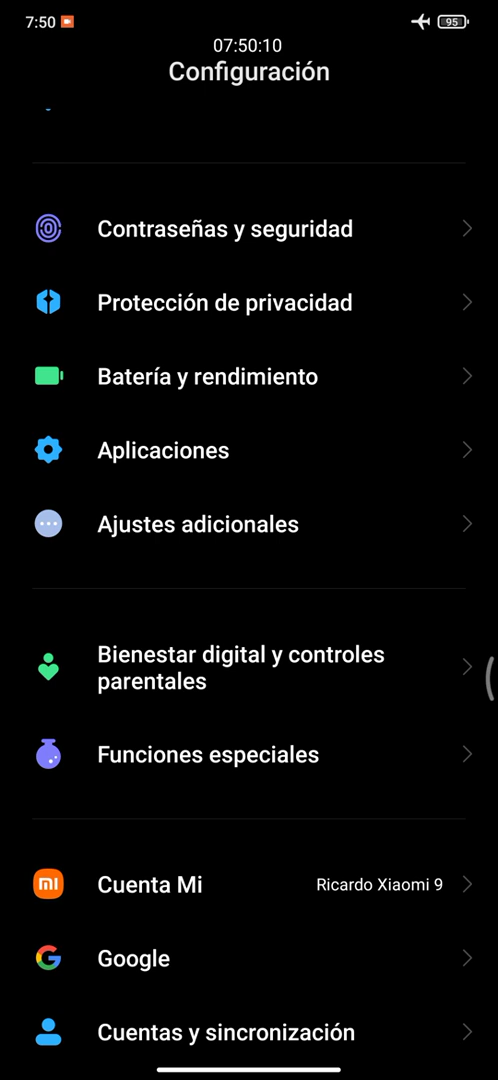 7:50
95
07:50:10
Configuración
Contraseñas y seguridad
Protección de privacidad
Batería y rendimiento
Aplicaciones
Ajustes adicionales
Bienestar digital y controles
parentales
Funciones especiales
Cuenta Mi
Ricardo Xiaomi 9
Google
Cuentas y sincronización